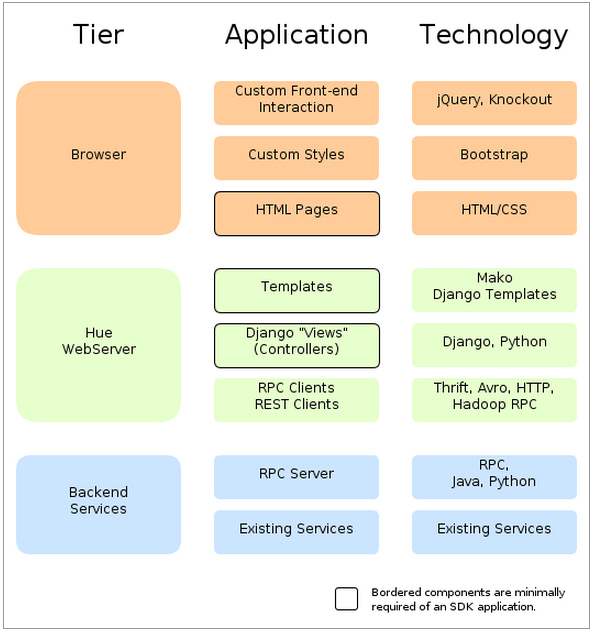 Tier
Application
Technology
Browser
Custom Front-end
Interaction
jQuery, Knockout
Custom Styles
Bootstrap
HTML Pages
HTML/CSS
Hue
WebServer
Templates
Mako
Django Templates
Django "Views"
(Controllers)
Django, Python
RPC Clients
REST Clients
Thrift, Avro, HTTP,
Hadoop RPC
Backend
Services
RPC Server
RPC,
Java, Python
Existing Services
Existing Services
Bordered components are minimally
required of an SDK application.